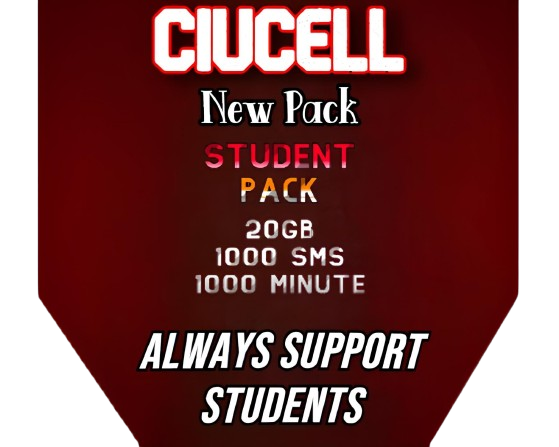 CIUCELL
New Pack
STUDENT
PACK
20GB
1000 SMS
1000 MINUTE
ALWAYS SUPPORT
STUDENTS